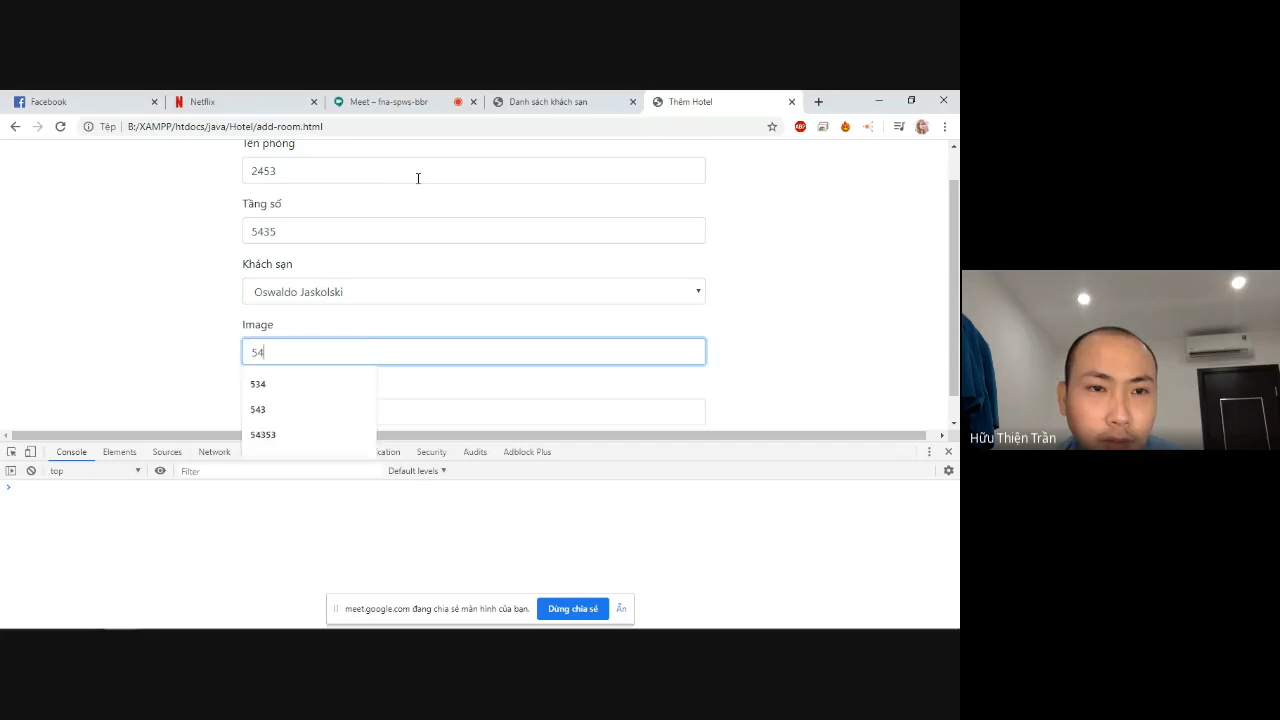 Facebook
Netflix
Meet – fna-spws-bbr
Danh sách khách sạn
Thêm Hotel
Tệp
B:/XAMPP/htdocs/java/Hotel/add-room.html
ABP
Tên phòng
2453
Tầng số
5435
Khách sạn
Oswaldo Jaskolski
Image
54
534
543
54353
Console
Elements
Sources
Network
cation
Security
Audits
Adblock Plus
top
Filter
Default levels
meet.google.com đang chia sẻ màn hình của bạn.
Dừng chia sẻ
Ẩn
Hữu Thiện Trần